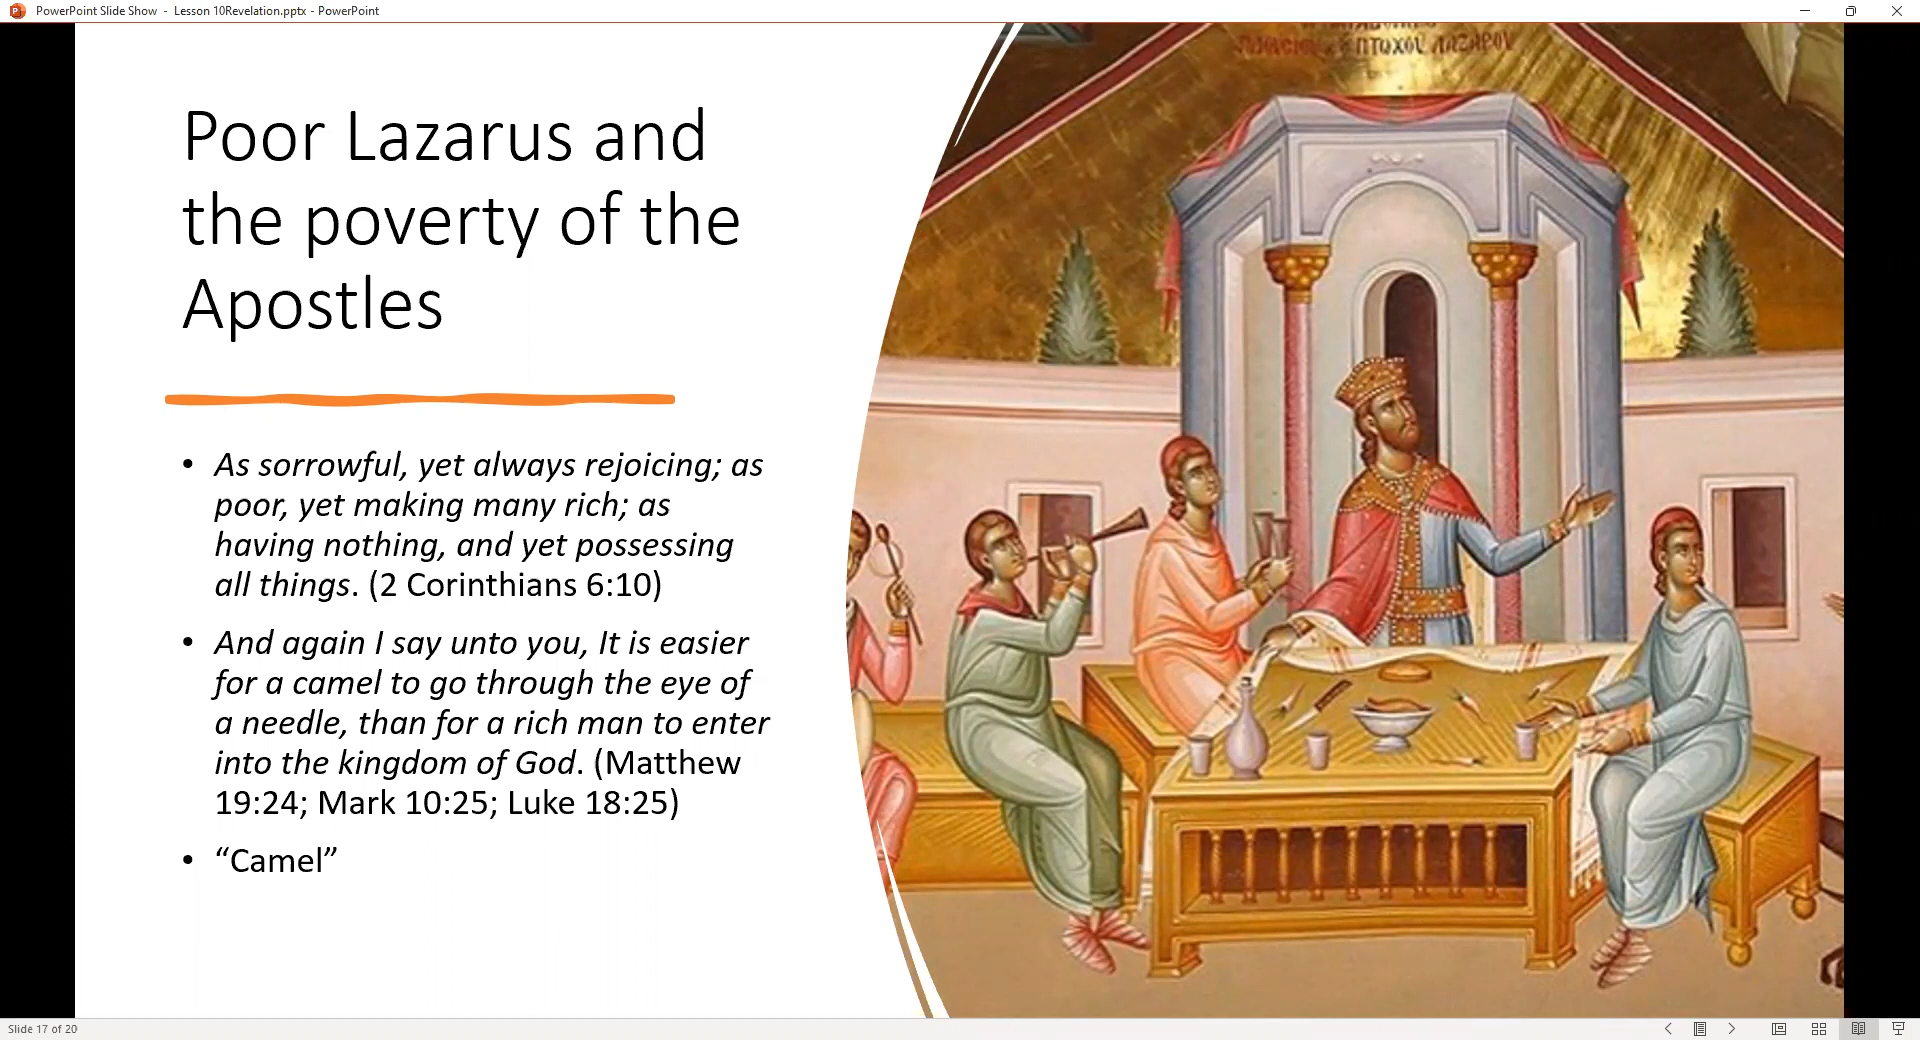 PowerPoint Slide Show - Lesson 10Revelation.pptx - PowerPoint
Poor Lazarus and
the poverty of the
Apostles
• As sorrowful, yet always rejoicing; as
poor, yet making many rich; as
having nothing, and yet possessing
all things. (2 Corinthians 6:10)
• And again I say unto you, It is easier
for a camel to go through the eye of
a needle, than for a rich man to enter
into the kingdom of God. (Matthew
19:24; Mark 10:25; Luke 18:25)
• “Camel”
ΠΤΩΧΟΥ ΛΑΖΑΡΟΥ
Slide 17 of 20